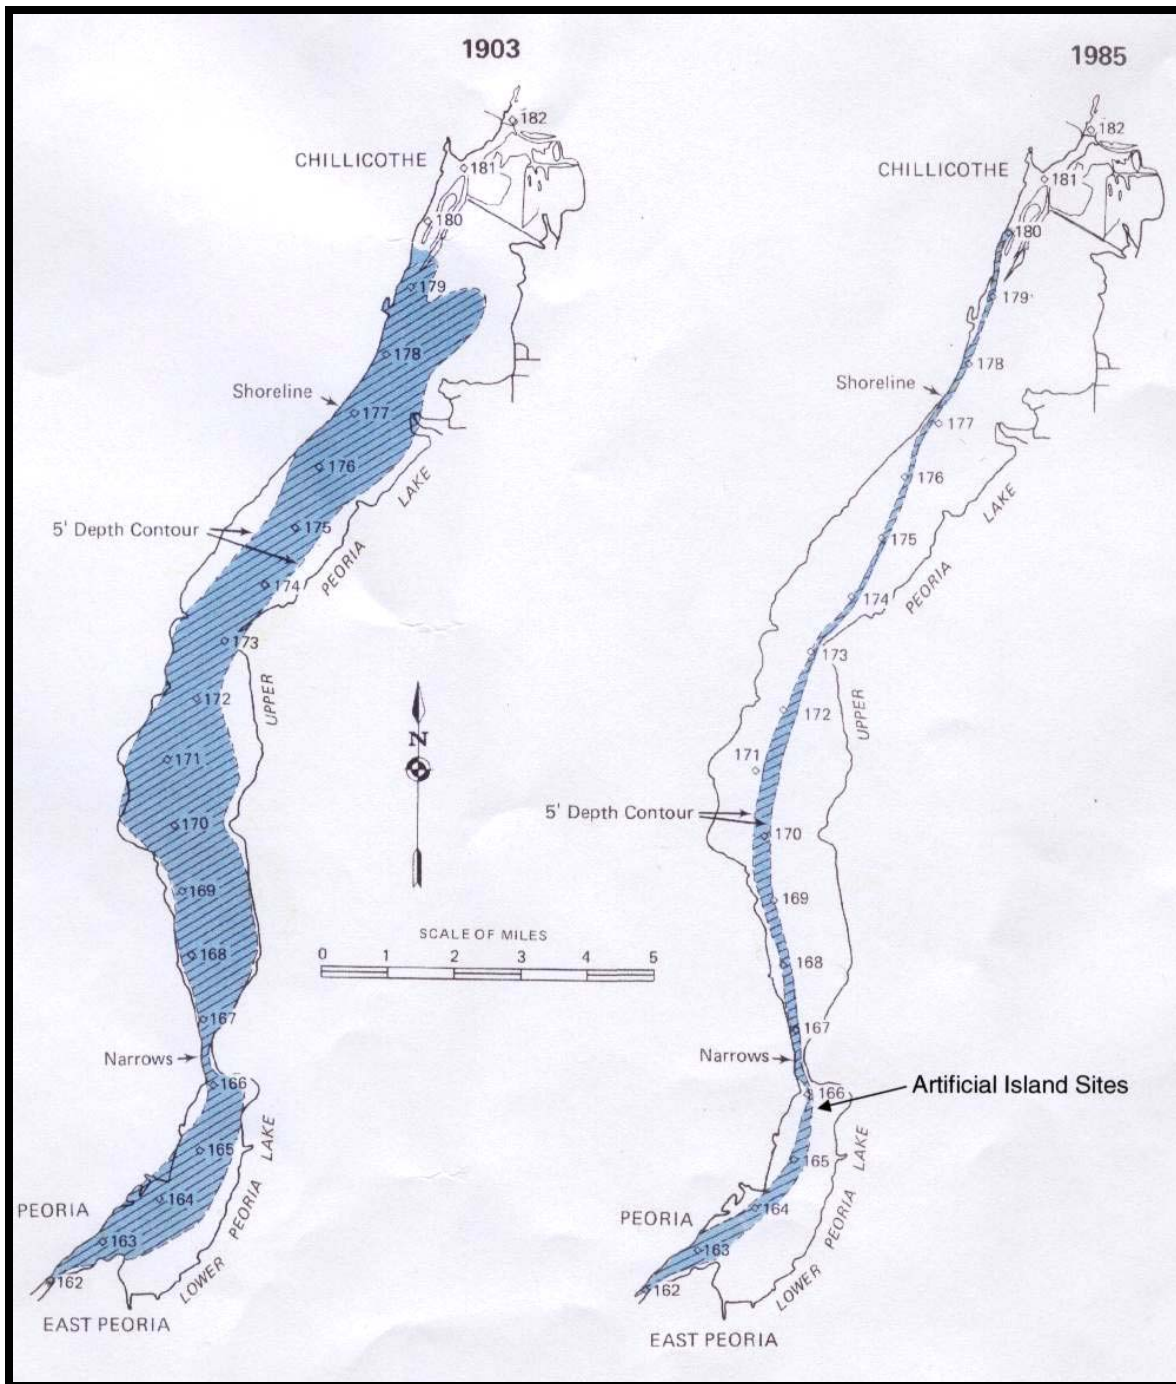 1903
182
CHILLICOTHE
181
180
179
178
Shoreline
177
176
LAKE
5' Depth Contour
175
PEORIA
174
173
172
UPPER
171
170
169
168
167
Narrows
166
165
LAKE
164
PEORIA
PEORIA
163
LOWER
162
EAST PEORIA
N
SCALE OF MILES
0 1 2 3 4 5
1985
182
CHILLICOTHE
181
180
179
178
Shoreline
177
176
LAKE
175
PEORIA
174
173
172
UPPER
171
5' Depth Contour
170
169
168
167
Narrows
166
Artificial Island Sites
165
LAKE
164
PEORIA
PEORIA
163
LOWER
162
EAST PEORIA